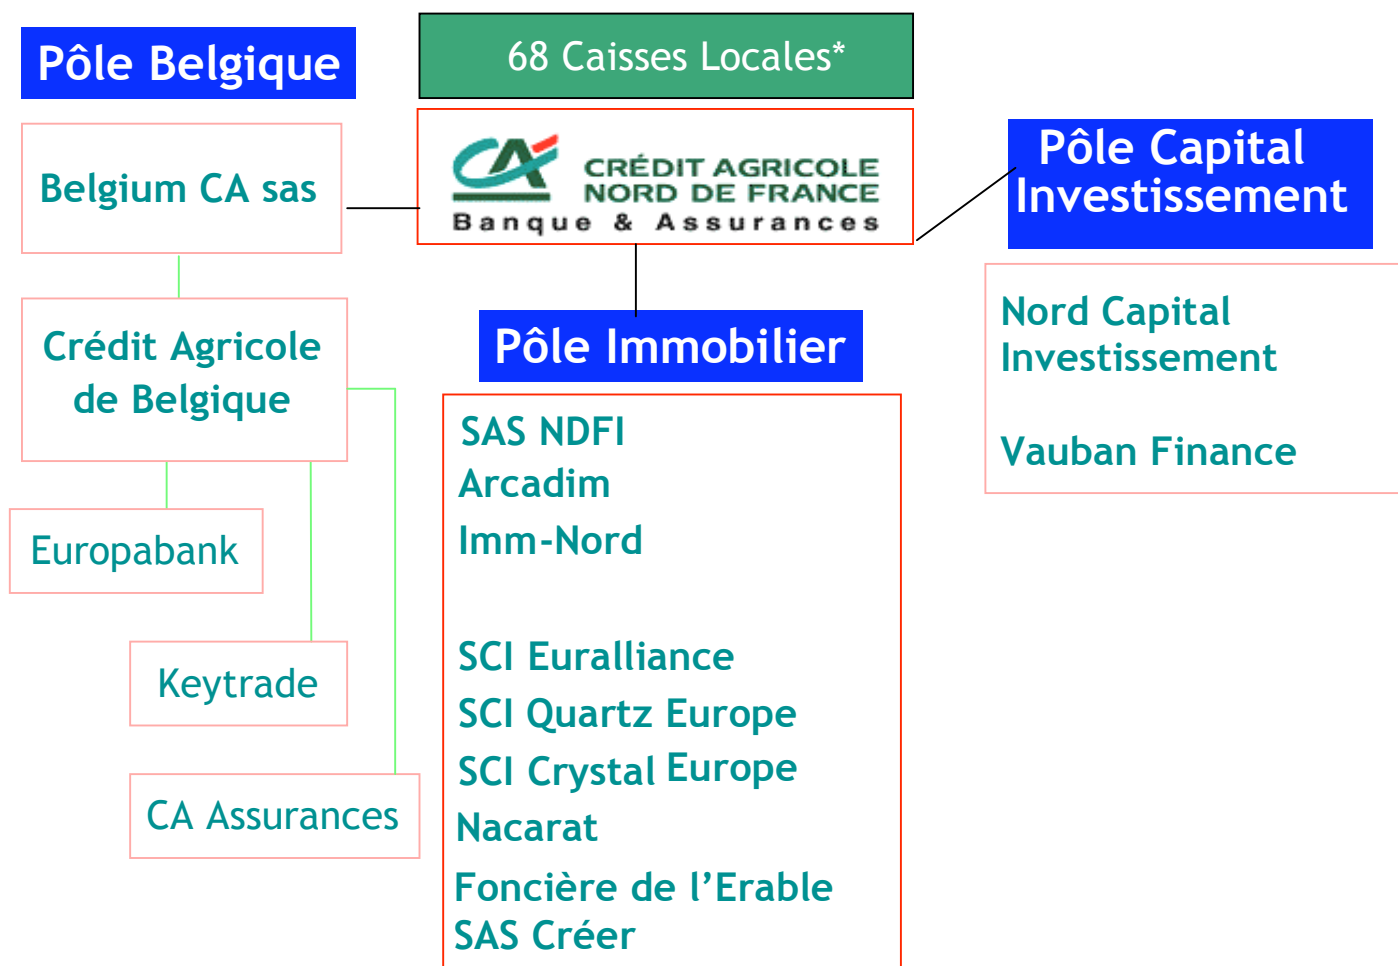 Pôle Belgique
68 Caisses Locales*
Belgium CA sas
CA
CRÉDIT AGRICOLE
NORD DE FRANCE
Banque & Assurances
Pôle Capital
Investissement
Crédit Agricole
de Belgique
Europabank
Keytrade
CA Assurances
Pôle Immobilier
SAS NDFI
Arcadim
Imm-Nord
SCI Euralliance
SCI Quartz Europe
SCI Crystal Europe
Nacarat
Foncière de l’Erable
SAS Créer
Nord Capital
Investissement
Vauban Finance